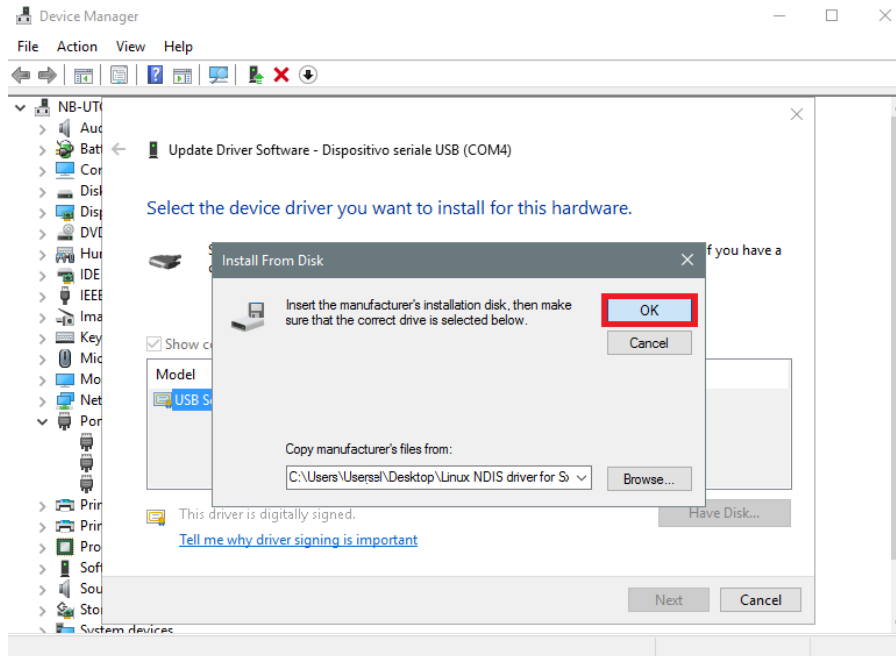 Device Manager
File Action View Help
NB-UT
Update Driver Software - Dispositivo seriale USB (COM4)
Select the device driver you want to install for this hardware.
f you have a
Install From Disk
Insert the manufacturer's installation disk, then make
sure that the correct drive is selected below.
OK
Cancel
Show
Model
USB
Copy manufacturer's files from:
C:\Users\Usersel\Desktop\Linux NDIS driver for
Browse...
This driver is digitally signed.
Have Disk...
Tell me why driver signing is important
Next Cancel
Aud
Batt
Cor
Disk
Disp
DVD
Hur
IDE
IEEE
Ima
Key
Mic
Mo
Net
Por
Prin
Prin
Pro
Soft
Sou
Stor
System devices